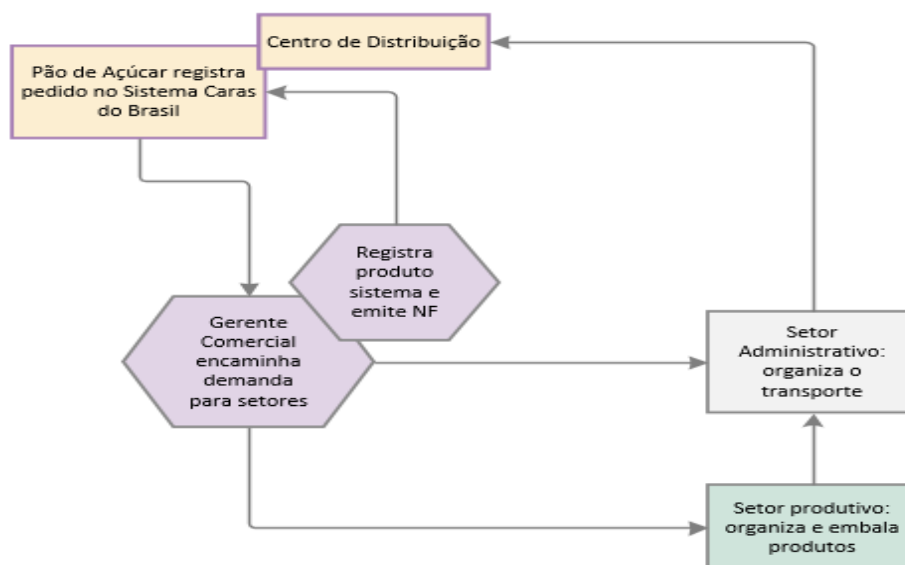 Centro de Distribuição
Pão de Açúcar registra
pedido no Sistema Caras
do Brasil
Registra
produto
sistema e
emite NF
Gerente
Comercial
encaminha
demanda
para setores
Setor
Administrativo:
organiza o
transporte
Setor produtivo:
organiza e embala
produtos